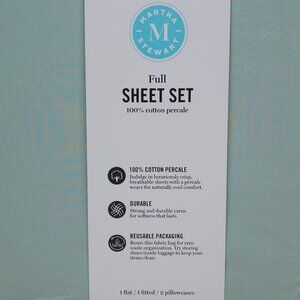 MARTHA
M
STEWART
Full
SHEET SET
100% cotton percale
100% COTTON PERCALE
Indulge in luxuriously crisp,
breathable sheets with a percale
weave for naturally cool comfort.
DURABLE
Strong and durable yarns
for softness that lasts.
REUSABLE PACKAGING
Reuse this fabric bag for zero
waste organization. Try storing
shoes inside luggage to keep your
items clean.
1 flat / 1 fitted / 2 pillowcases